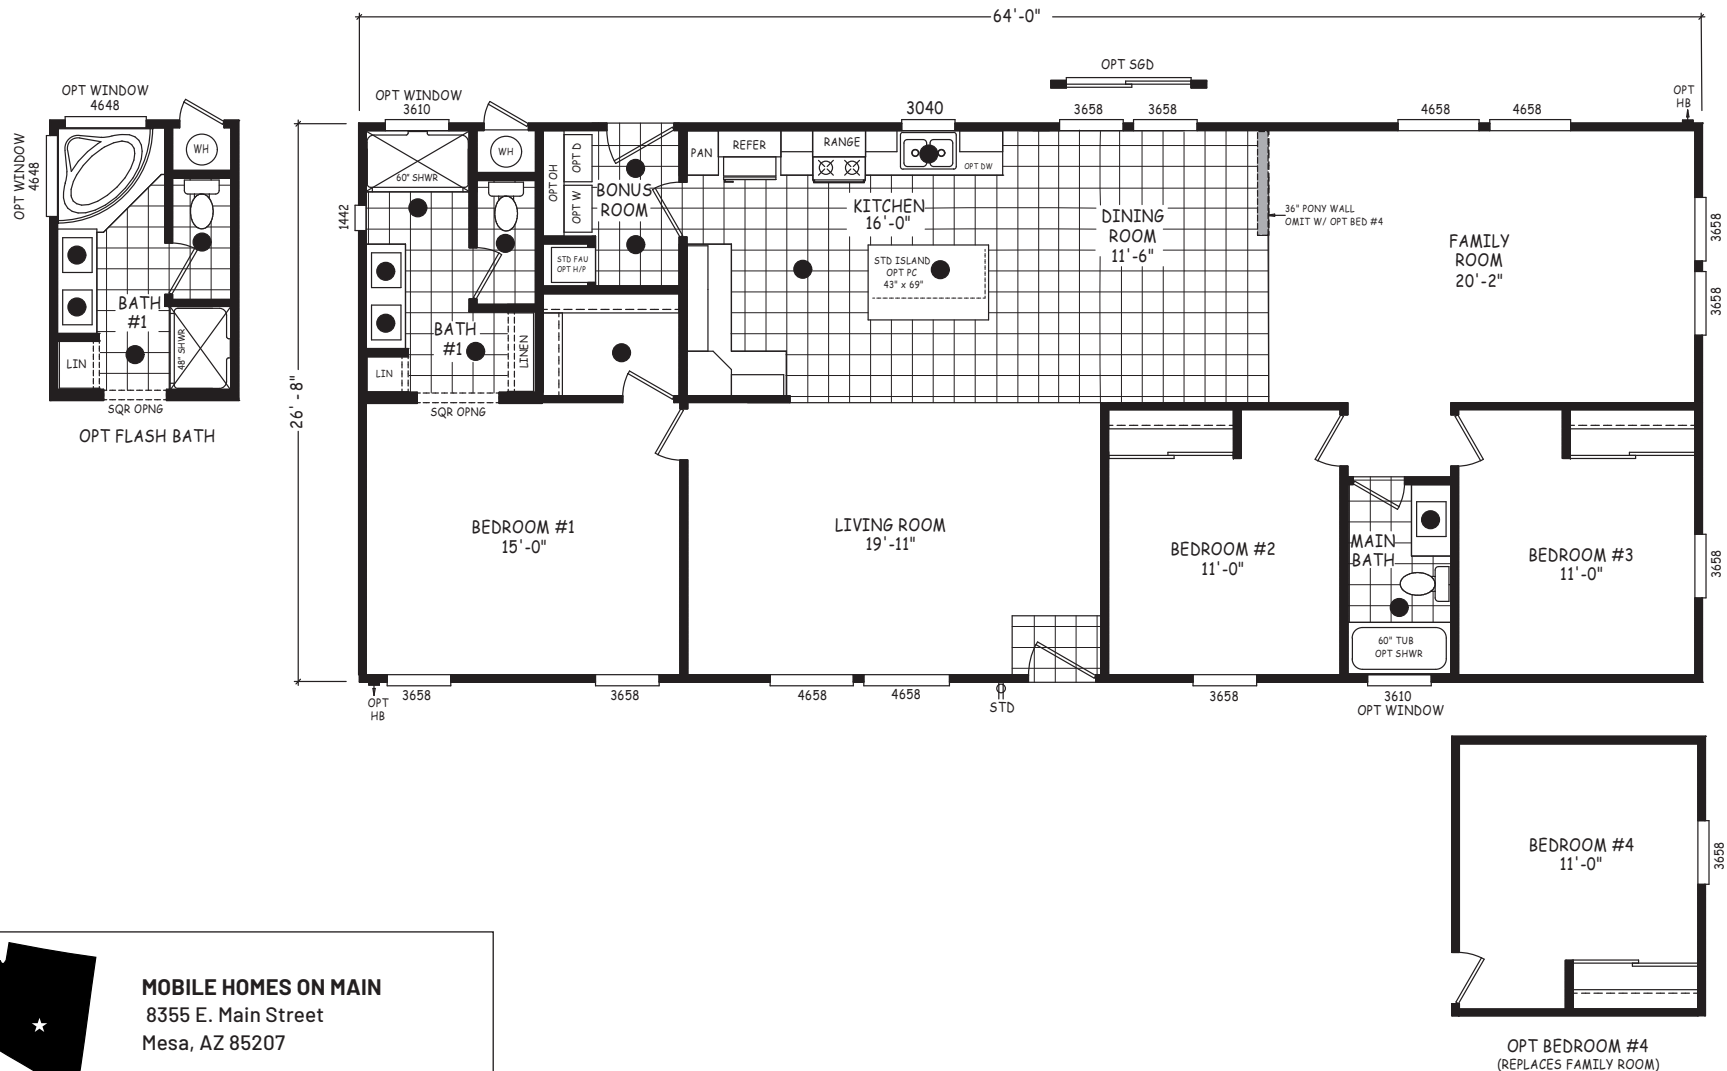 64'-0"
OPT SGD
OPT WINDOW
4648
OPT WINDOW
4648
WH
BATH
#1
48" SHWR
LIN
SQR OPNG
OPT FLASH BATH
26' -8"
OPT WINDOW
3610
3040
3658
3658
4658
4658
OPT
HB
60" SHWR
WH
OPT OH
OPT D
OPT W
BONUS
ROOM
STD FAU
OPT H/P
PAN
REFER
RANGE
OPT DW
1442
KITCHEN
16'-0"
STD ISLAND
OPT PC
43" x 69"
DINING
ROOM
11'-6"
36" PONY WALL
OMIT W/ OPT BED #4
FAMILY
ROOM
20'-2"
3658
3658
BATH
#1
LINEN
LIN
SQR OPNG
BEDROOM #1
15'-0"
LIVING ROOM
19'-11"
BEDROOM #2
11'-0"
MAIN
BATH
60" TUB
OPT SHWR
BEDROOM #3
11'-0"
3658
OPT
HB
3658
3658
4658
4658
STD
3658
3610
OPT WINDOW
BEDROOM #4
11'-0"
3658
OPT BEDROOM #4
(REPLACES FAMILY ROOM)
MOBILE HOMES ON MAIN
8355 E. Main Street
Mesa, AZ 85207